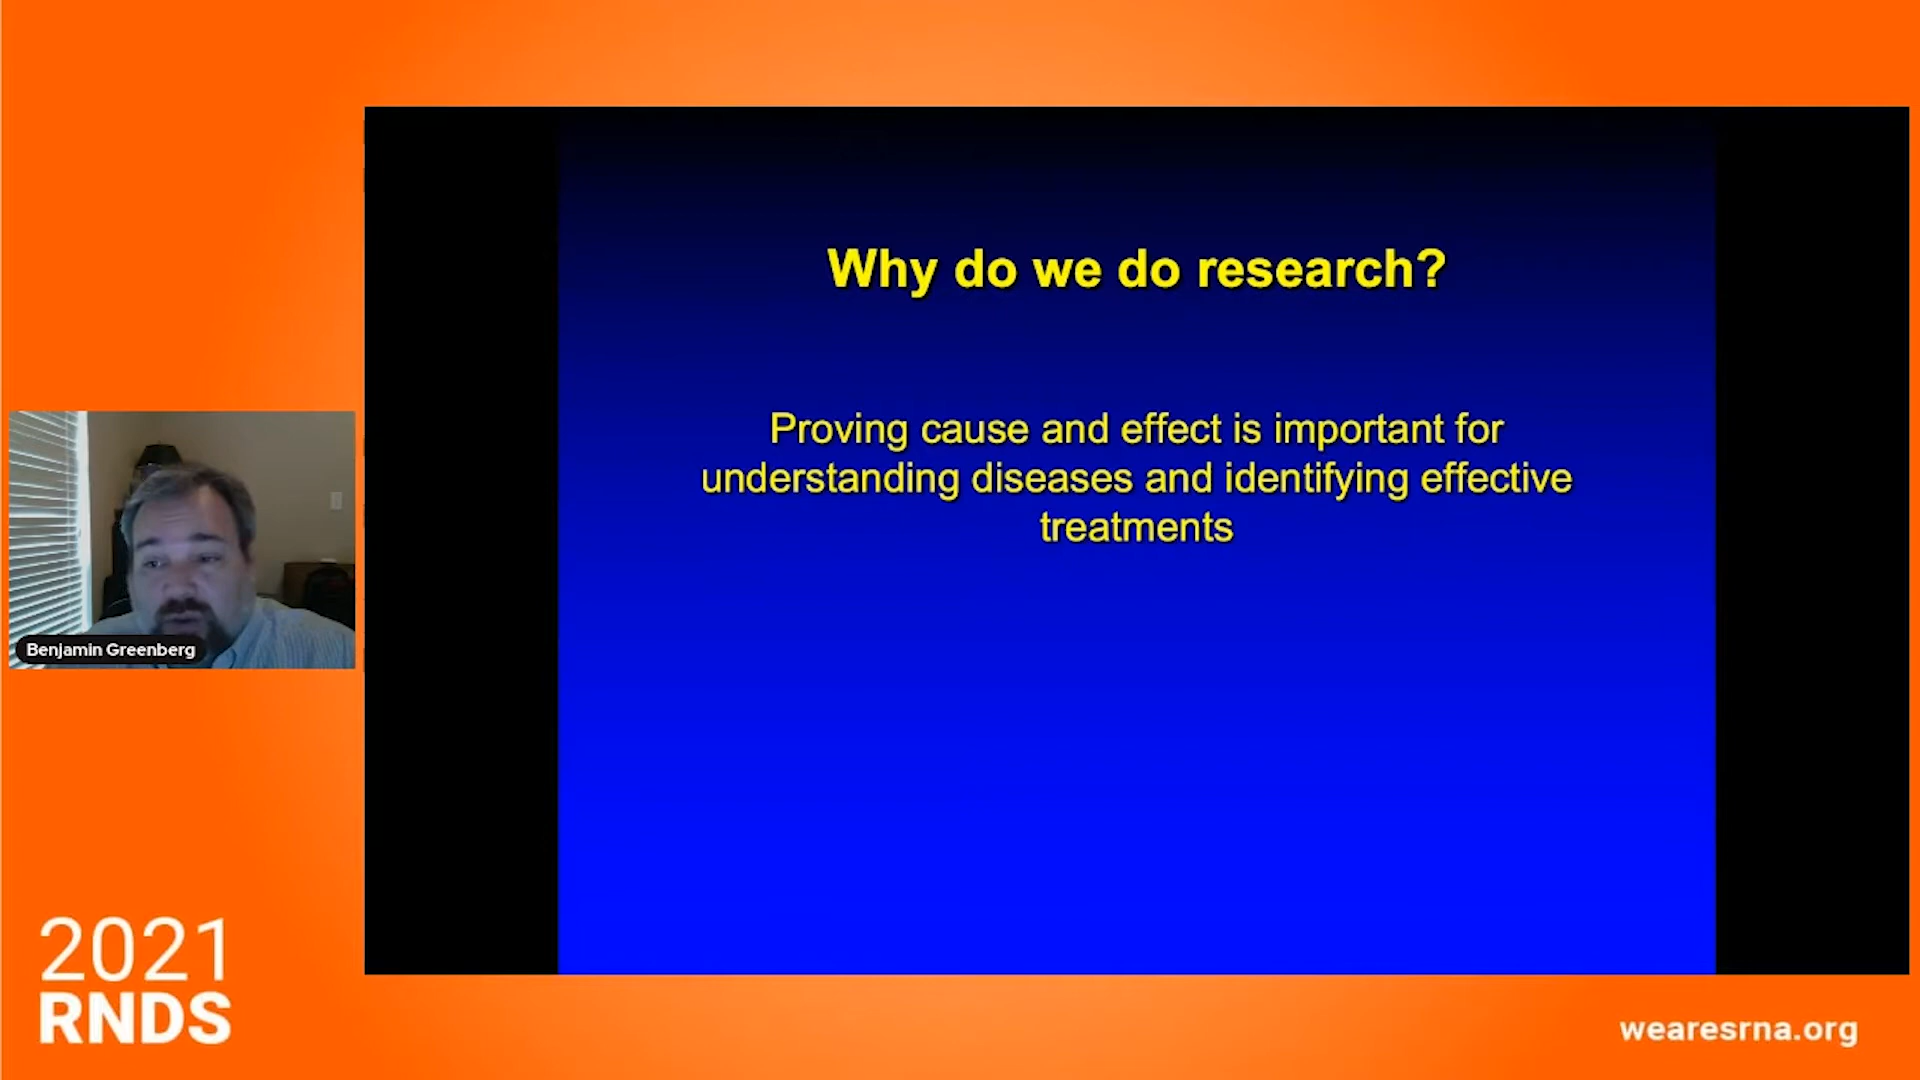 Why do we do research?
Proving cause and effect is important for
understanding diseases and identifying effective
treatments
Benjamin Greenberg
2021
RNDS
wearesrna.org